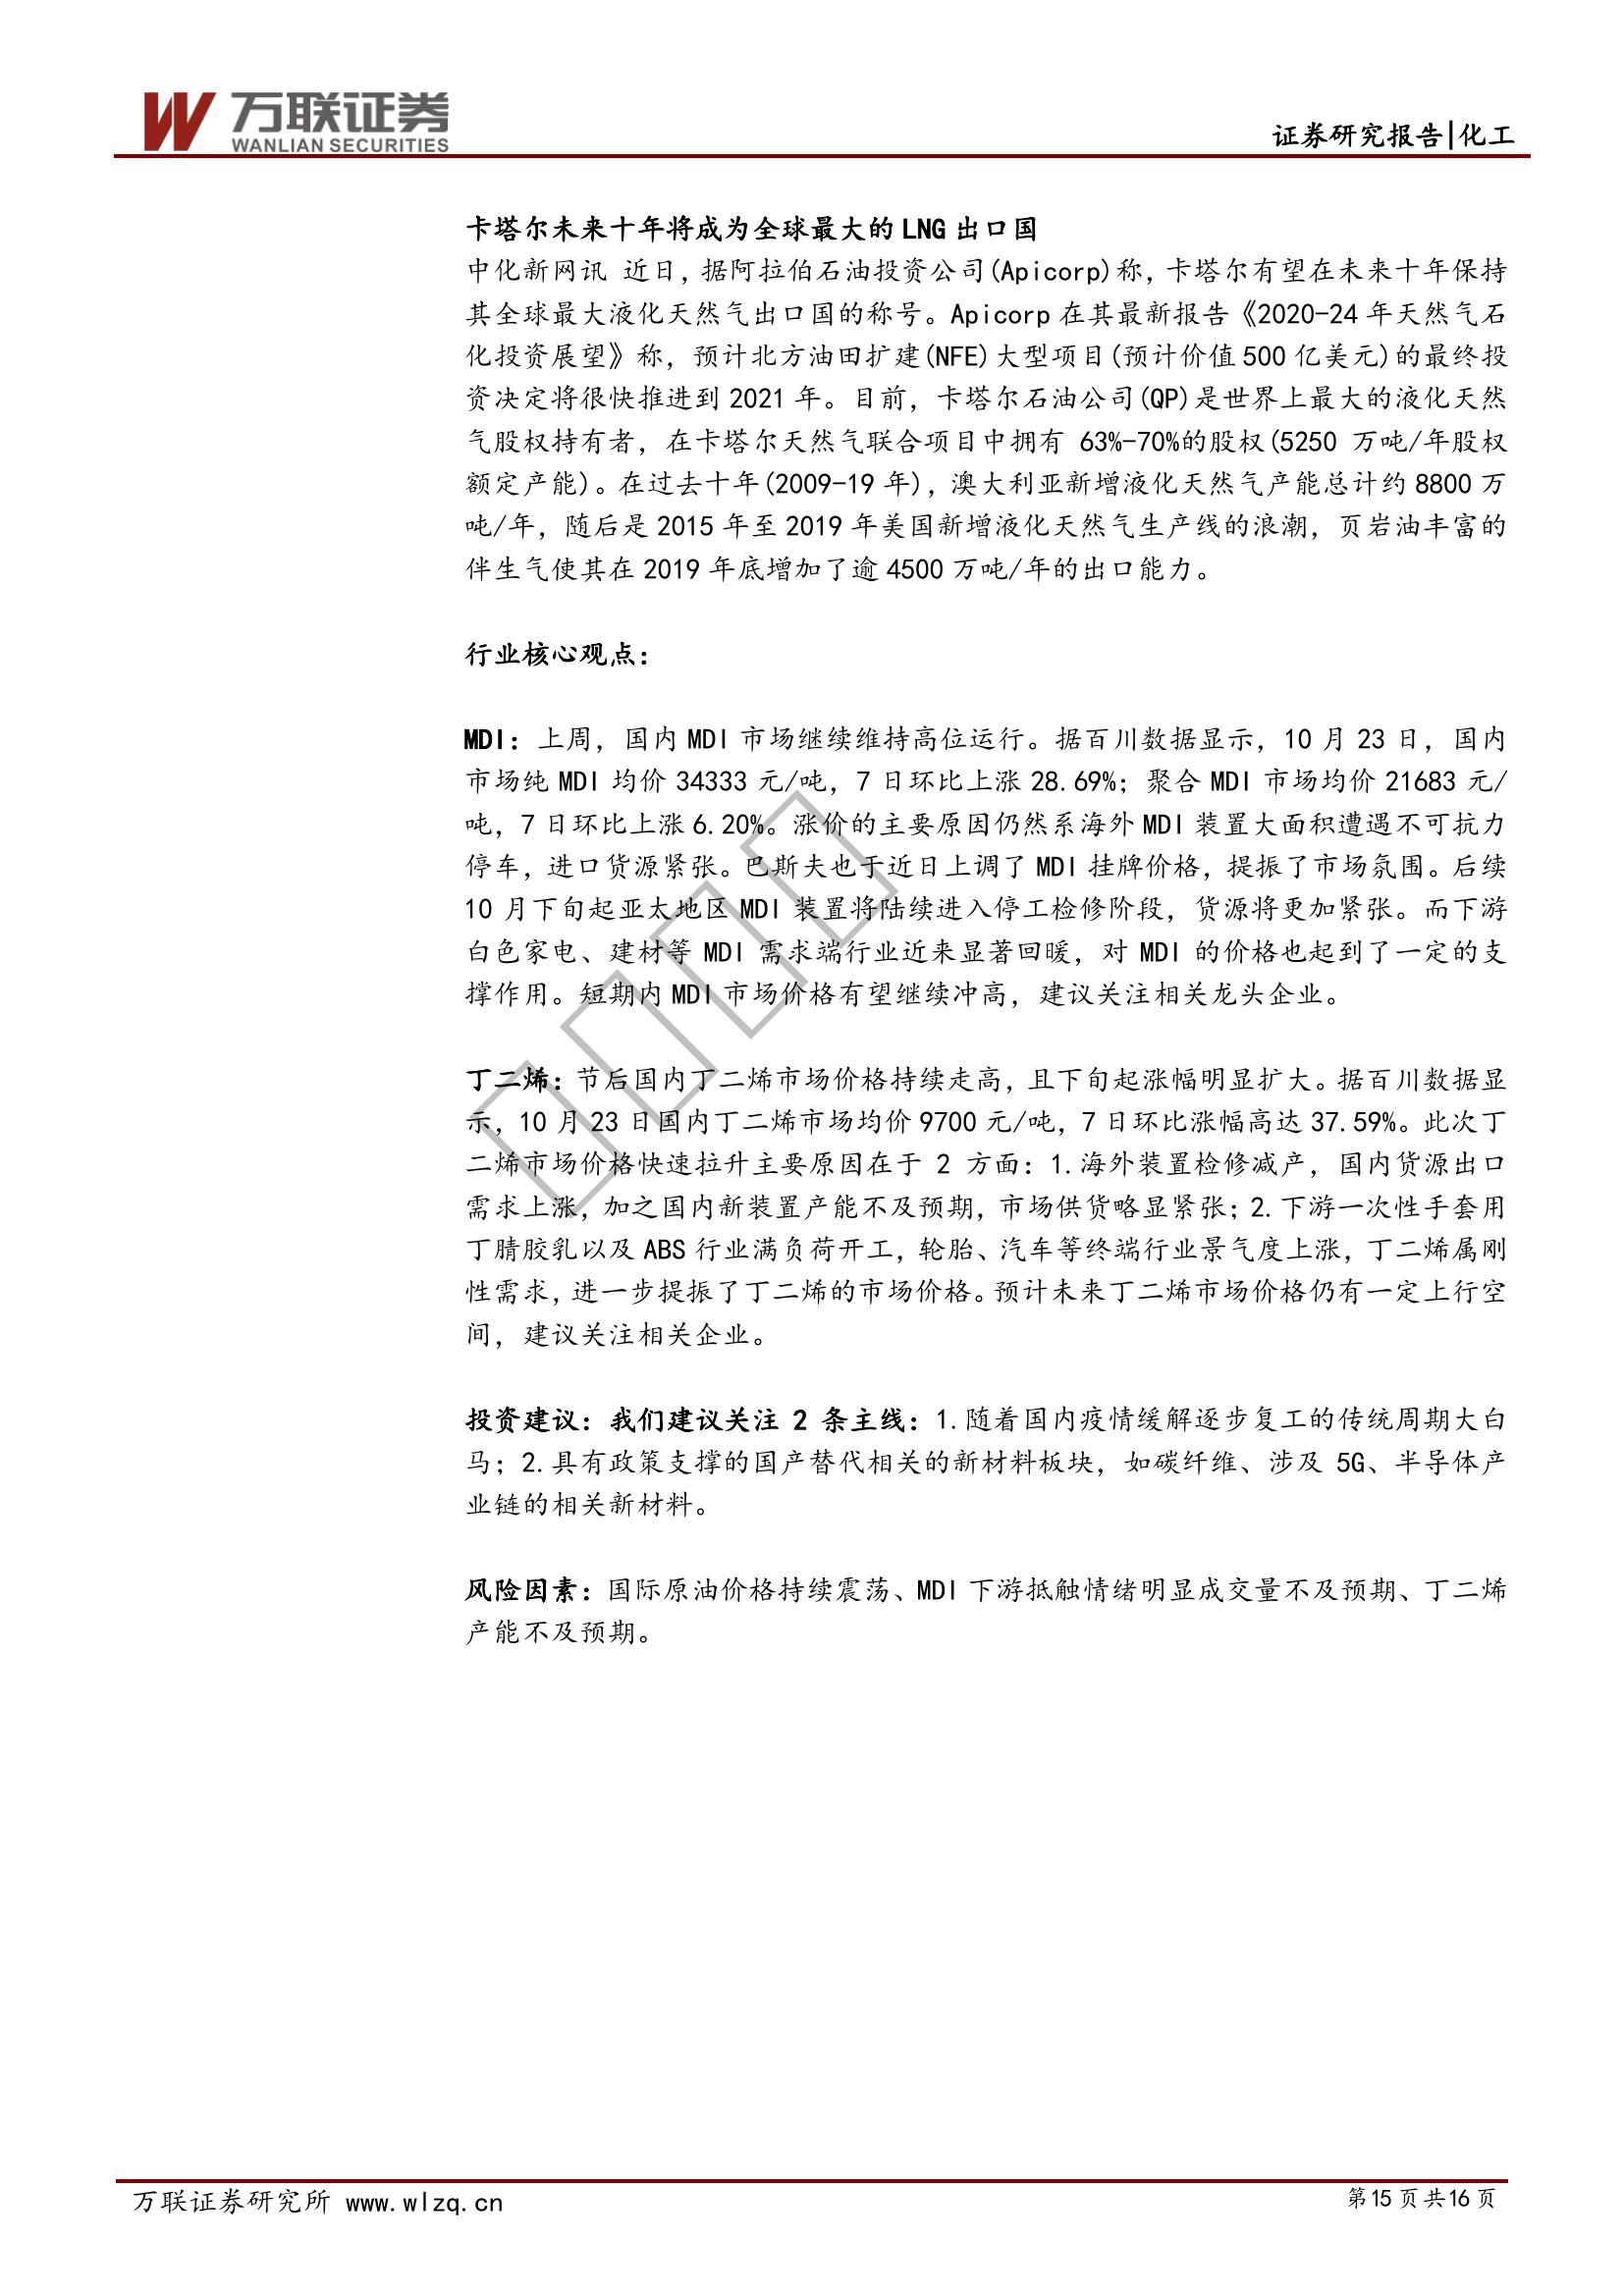 万联证券
WANLIAN SECURITIES
证券研究报告|化工
卡塔尔未来十年将成为全球最大的LNG出口国
中化新网讯 近日，据阿拉伯石油投资公司(Apicorp)称，卡塔尔有望在未来十年保持
其全球最大液化天然气出口国的称号。Apicorp在其最新报告《2020-24年天然气石
化投资展望》称，预计北方油田扩建(NFE)大型项目(预计价值500亿美元)的最终投
资决定将很快推进到2021年。目前，卡塔尔石油公司(QP)是世界上最大的液化天然
气股权持有者，在卡塔尔天然气联合项目中拥有 63%-70%的股权(5250 万吨/年股权
额定产能)。在过去十年(2009-19年)，澳大利亚新增液化天然气产能总计约8800万
吨/年，随后是2015年至2019年美国新增液化天然气生产线的浪潮，页岩油丰富的
伴生气使其在2019年底增加了逾4500万吨/年的出口能力。
行业核心观点：
MDI：上周，国内MDI市场继续维持高位运行。据百川数据显示，10月23日，国内
市场纯MDI均价34333元/吨，7日环比上涨28.69%；聚合MDI市场均价21683元/
吨，7日环比上涨6.20%。涨价的主要原因仍然系海外MDI装置大面积遭遇不可抗力
停车，进口货源紧张。巴斯夫也于近日上调了MDI挂牌价格，提振了市场氛围。后续
10月下旬起亚太地区MDI装置将陆续进入停工检修阶段，货源将更加紧张。而下游
白色家电、建材等 MDI 需求端行业近来显著回暖，对 MDI 的价格也起到了一定的支
撑作用。短期内MDI市场价格有望继续冲高，建议关注相关龙头企业。
丁二烯：节后国内丁二烯市场价格持续走高，且下旬起涨幅明显扩大。据百川数据显
示，10月23日国内丁二烯市场均价9700元/吨，7日环比涨幅高达37.59%。此次丁
二烯市场价格快速拉升主要原因在于 2 方面：1.海外装置检修减产，国内货源出口
需求上涨，加之国内新装置产能不及预期，市场供货略显紧张；2.下游一次性手套用
丁腈胶乳以及ABS行业满负荷开工，轮胎、汽车等终端行业景气度上涨，丁二烯属刚
性需求，进一步提振了丁二烯的市场价格。预计未来丁二烯市场价格仍有一定上行空
间，建议关注相关企业。
投资建议：我们建议关注 2 条主线：1.随着国内疫情缓解逐步复工的传统周期大白
马；2.具有政策支撑的国产替代相关的新材料板块，如碳纤维、涉及 5G、半导体产
业链的相关新材料。
风险因素：国际原油价格持续震荡、MDI下游抵触情绪明显成交量不及预期、丁二烯
产能不及预期。
万联证券研究所 www.wlzq.cn
第15页共16页